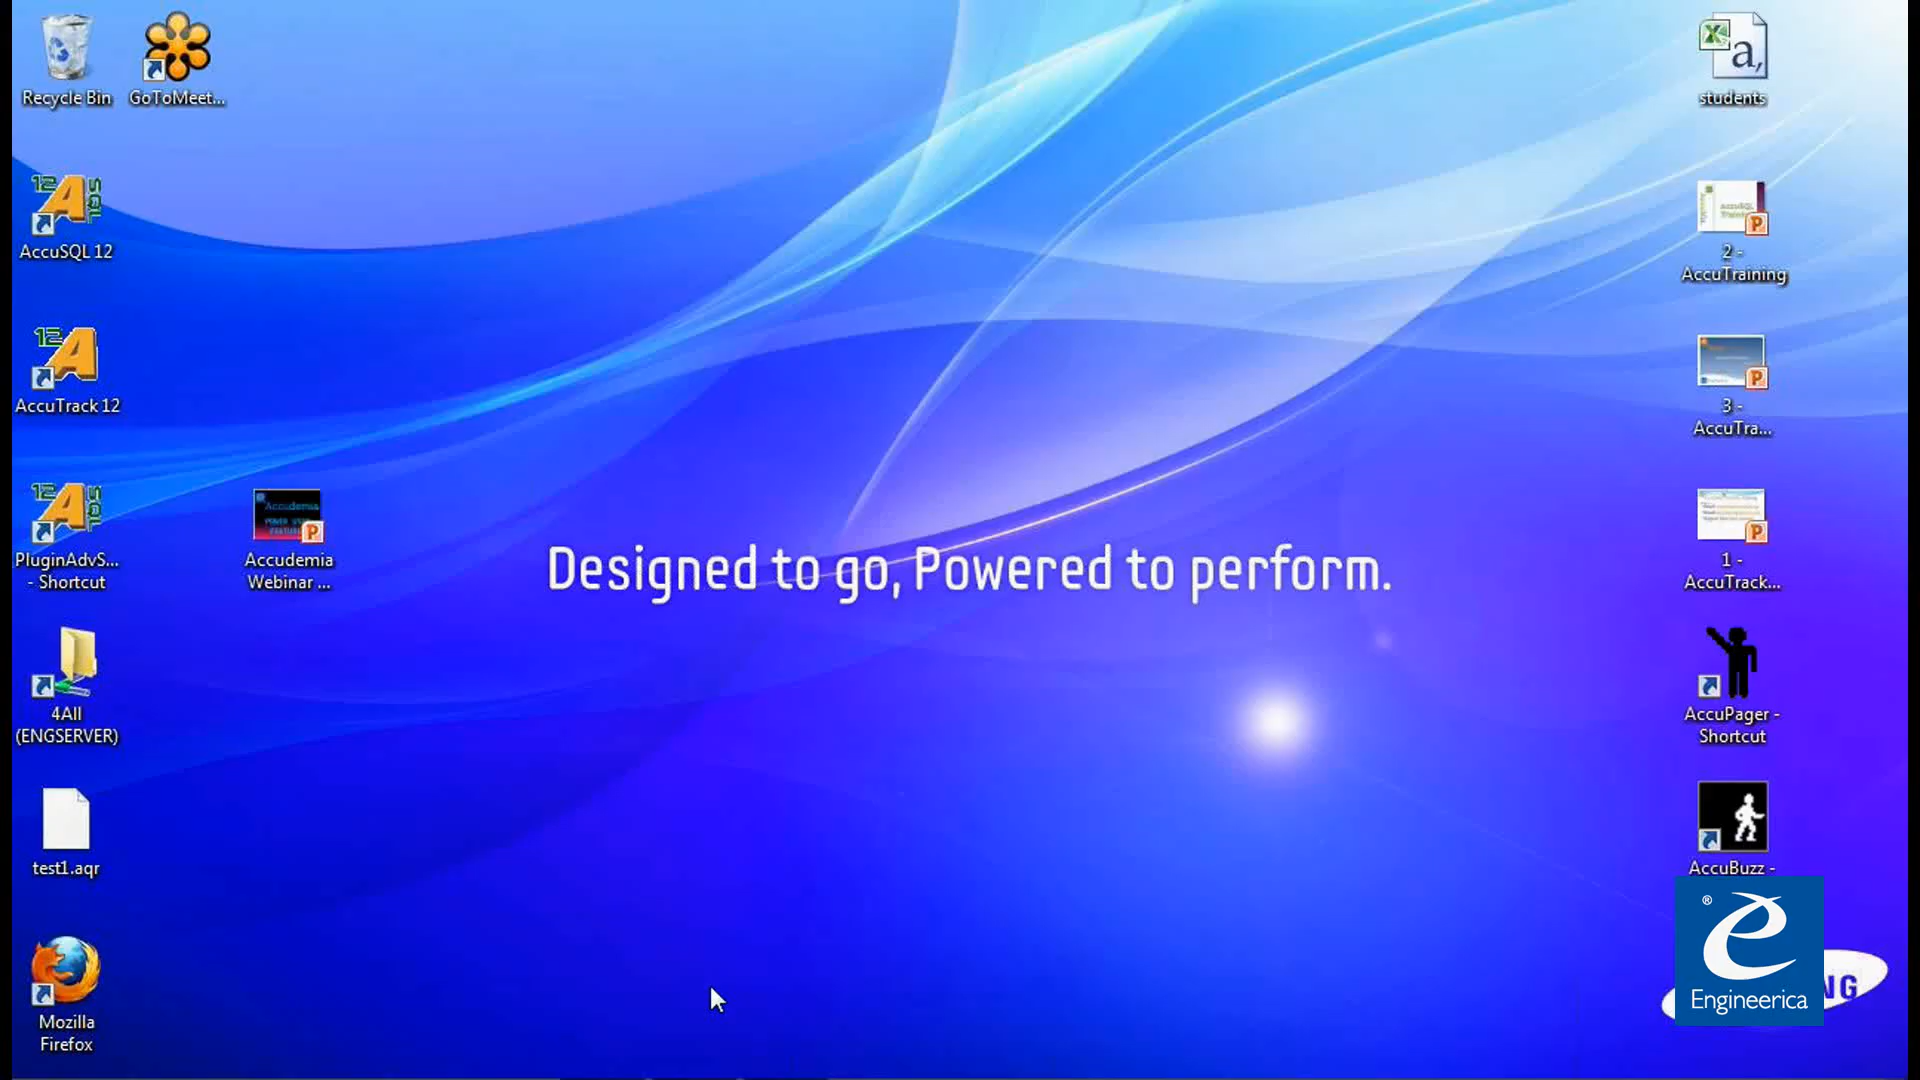 Recycle Bin
GoToMeet...
AccuSQL 12
AccuTrack 12
PluginAdvS...
- Shortcut
Accudemia
Webinar ...
4All
(ENGSERVER)
test1.aqr
Mozilla
Firefox
Designed to go, Powered to perform.
students
2 -
AccuTraining
3 -
AccuTra...
1 -
AccuTrack...
AccuPager -
Shortcut
AccuBuzz -
®
Engineerica
NG